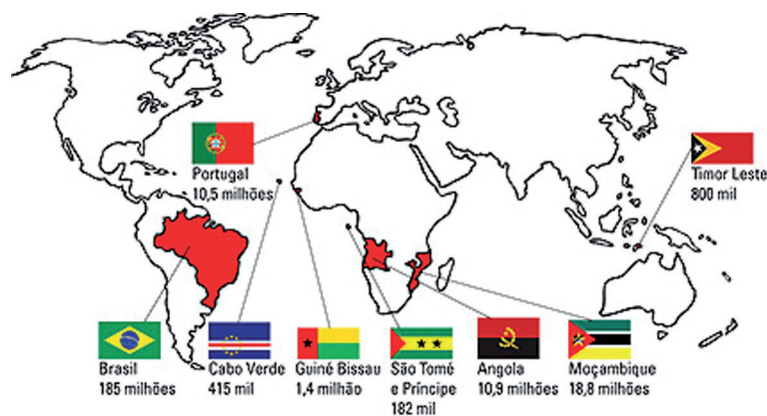 Portugal
10,5 milhões
Timor Leste
800 mil
Brasil
185 milhões
Cabo Verde
415 mil
Guiné Bissau
1,4 milhão
São Tomé
e Príncipe
182 mil
Angola
10,9 milhões
Moçambique
18,8 milhões